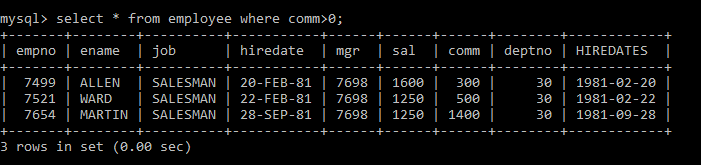 mysql> select * from employee where comm>0;
+-------+--------+----------+-----------+------+------+------+--------+------------+
| empno | ename  | job      | hiredate  | mgr  | sal  | comm | deptno | HIREDATES  |
+-------+--------+----------+-----------+------+------+------+--------+------------+
|  7499 | ALLEN  | SALESMAN | 20-FEB-81 | 7698 | 1600 |  300 |     30 | 1981-02-20 |
|  7521 | WARD   | SALESMAN | 22-FEB-81 | 7698 | 1250 |  500 |     30 | 1981-02-22 |
|  7654 | MARTIN | SALESMAN | 28-SEP-81 | 7698 | 1250 | 1400 |     30 | 1981-09-28 |
+-------+--------+----------+-----------+------+------+------+--------+------------+
3 rows in set (0.00 sec)